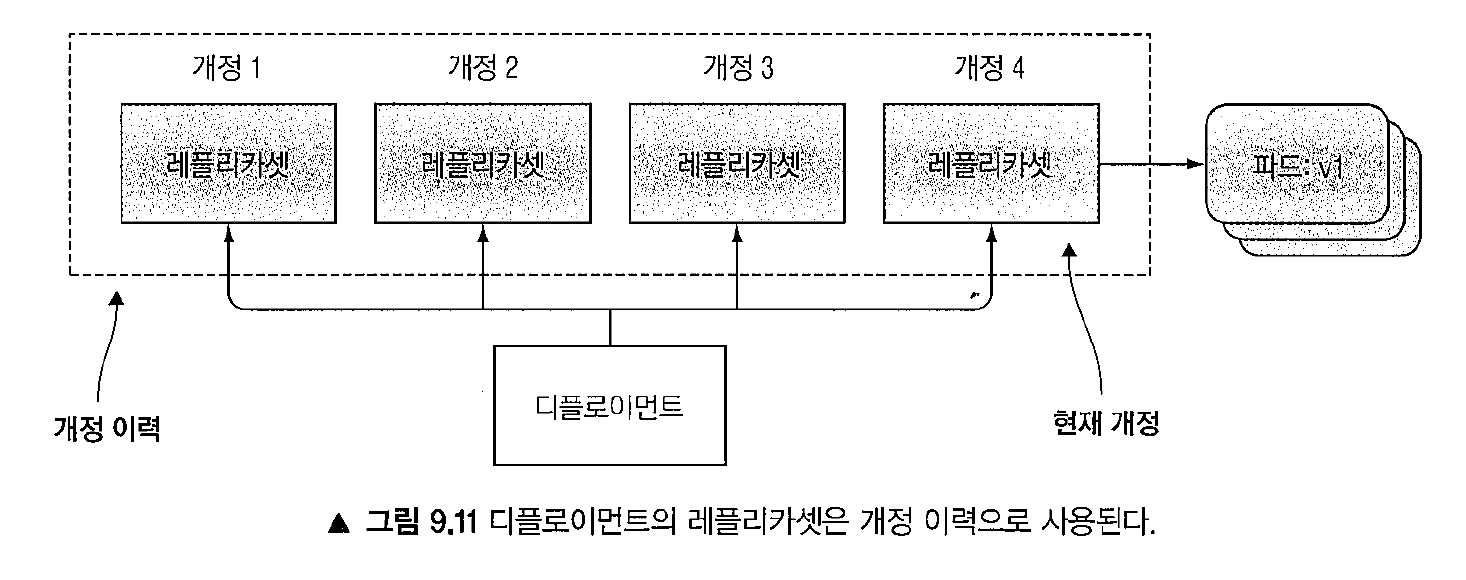 개정 1 개정 2 개정 3 개정 4
레플리카셋 레플리카셋 레플리카셋 레플리카셋 파드: v1
디플로이먼트
개정 이력 현재 개정
▲ 그림 9.11 디플로이먼트의 레플리카셋은 개정 이력으로 사용된다.